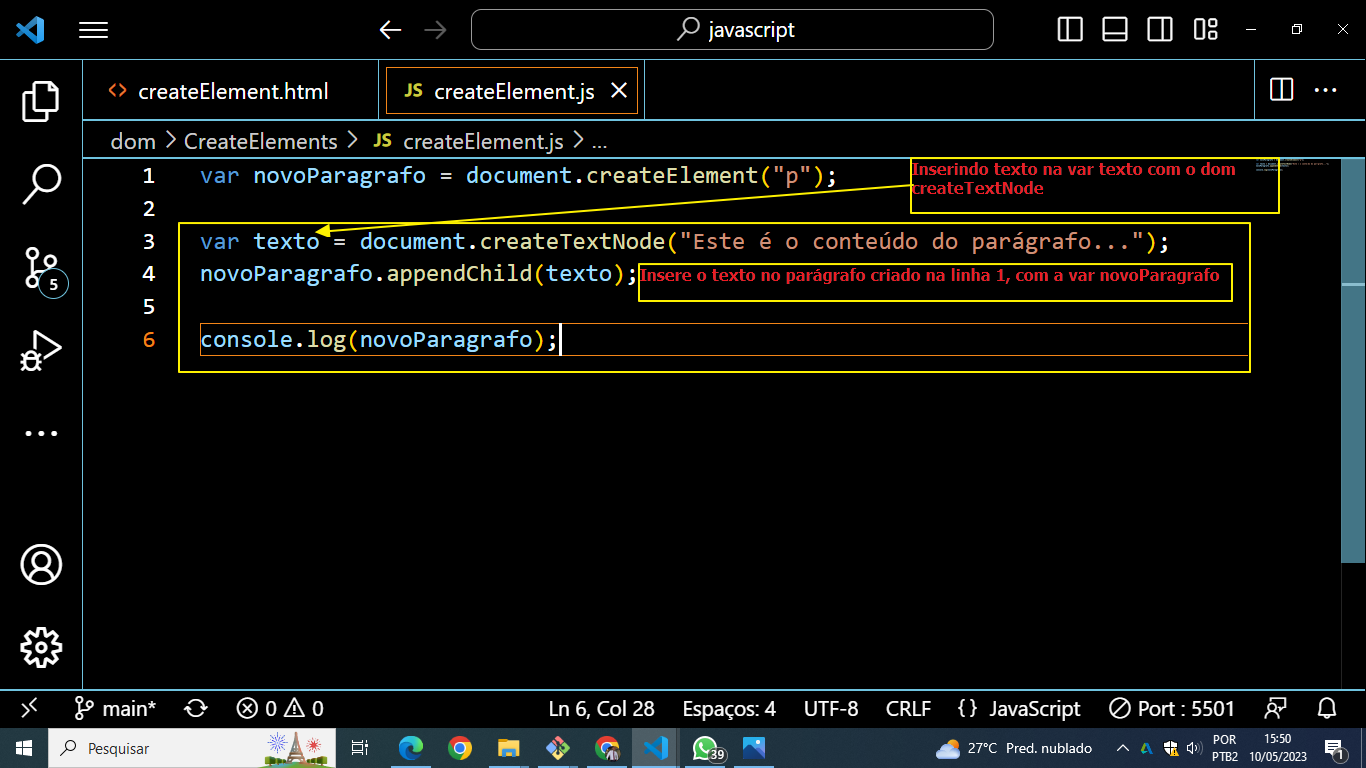 javascript
createElement.html
JS createElement.js
dom > CreateElements > JS createElement.js > ...
1 var novoParagrafo = document.createElement("p");
Inserindo texto na var texto com o dom
createTextNode
2
3 var texto = document.createTextNode("Este é o conteúdo do parágrafo...");
4 novoParagrafo.appendChild(texto);
Insere o texto no parágrafo criado na linha 1, com a var novoParagrafo
5
6 console.log(novoParagrafo);
5
main* 0 0 Ln 6, Col 28 Espaços: 4 UTF-8 CRLF {} JavaScript Port : 5501
Pesquisar 39 27°C Pred. nublado POR 15:50
PTB2 10/05/2023 1